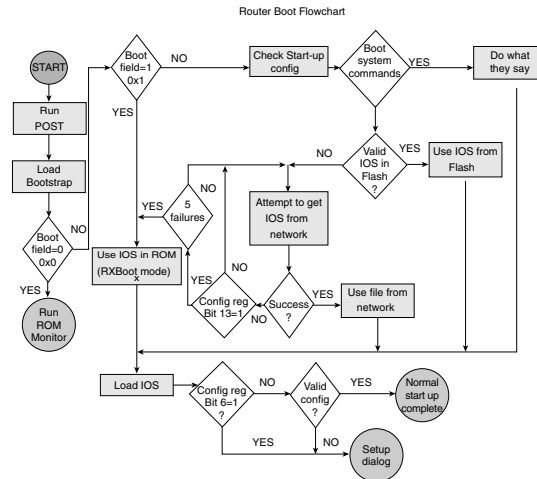 Router Boot Flowchart
START
Run
POST
Load
Bootstrap
Boot
field=0
0x0
NO
YES
Run
ROM
Monitor
Boot
field=1
0x1
NO
YES
Check Start-up
config
Boot
system
commands
YES
Do what
they say
Valid
IOS in
Flash
?
YES
Use IOS from
Flash
NO
Attempt to get
IOS from
network
5
failures
YES
NO
Use IOS in ROM
(RXBoot mode)
x
YES
NO
Config reg
Bit 13=1
NO
Success
?
YES
Use file from
network
Load IOS
Config reg
Bit 6=1
?
NO
YES
Valid
config
?
YES
NO
Normal
start up
complete
Setup
dialog